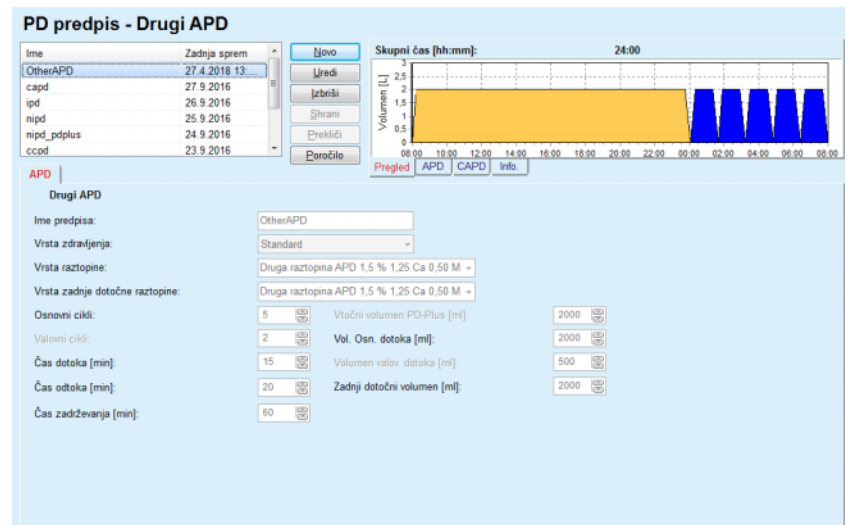 PD predpis - Drugi APD
Ime Zadnja sprem
OtherAPD 27.4.2018 13:...
capd 27.9.2016
ipd 26.9.2016
nipd 25.9.2016
nipd_pdplus 24.9.2016
ccpd 23.9.2016
Novo
Uredi
Izbriši
Shrani
Prekliči
Poročilo
Skupni čas [hh:mm]: 24:00
Volumen [L]
3
2,5
2
1,5
1
0,5
0
08:00 10:00 12:00 14:00 16:00 18:00 20:00 22:00 00:00 02:00 04:00 06:00 08:00
Pregled APD CAPD Info.
APD
Drugi APD
Ime predpisa: OtherAPD
Vrsta zdravljenja: Standard
Vrsta raztopine: Druga raztopina APD 1,5 % 1,25 Ca 0,50 M
Vrsta zadnje dotočne raztopine: Druga raztopina APD 1,5 % 1,25 Ca 0,50 M
Osnovni cikli: 5 Vtočni volumen PD-Plus [ml]: 2000
Valovni cikli: 2 Vol. Osn. dotoka [ml]: 2000
Čas dotoka [min]: 15 Volumen valov. dotoka [ml]: 500
Čas odtoka [min]: 20 Zadnji dotočni volumen [ml]: 2000
Čas zadrževanja [min]: 60